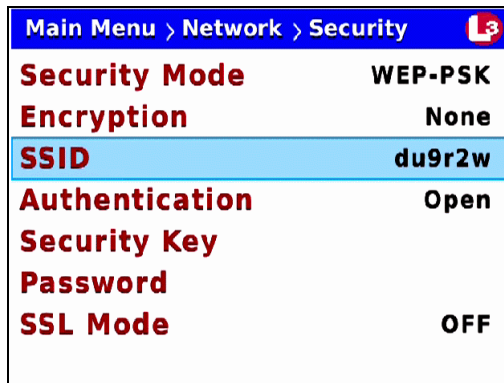 Main Menu > Network > Security L3
Security Mode WEP-PSK
Encryption None
SSID du9r2w
Authentication Open
Security Key
Password
SSL Mode OFF